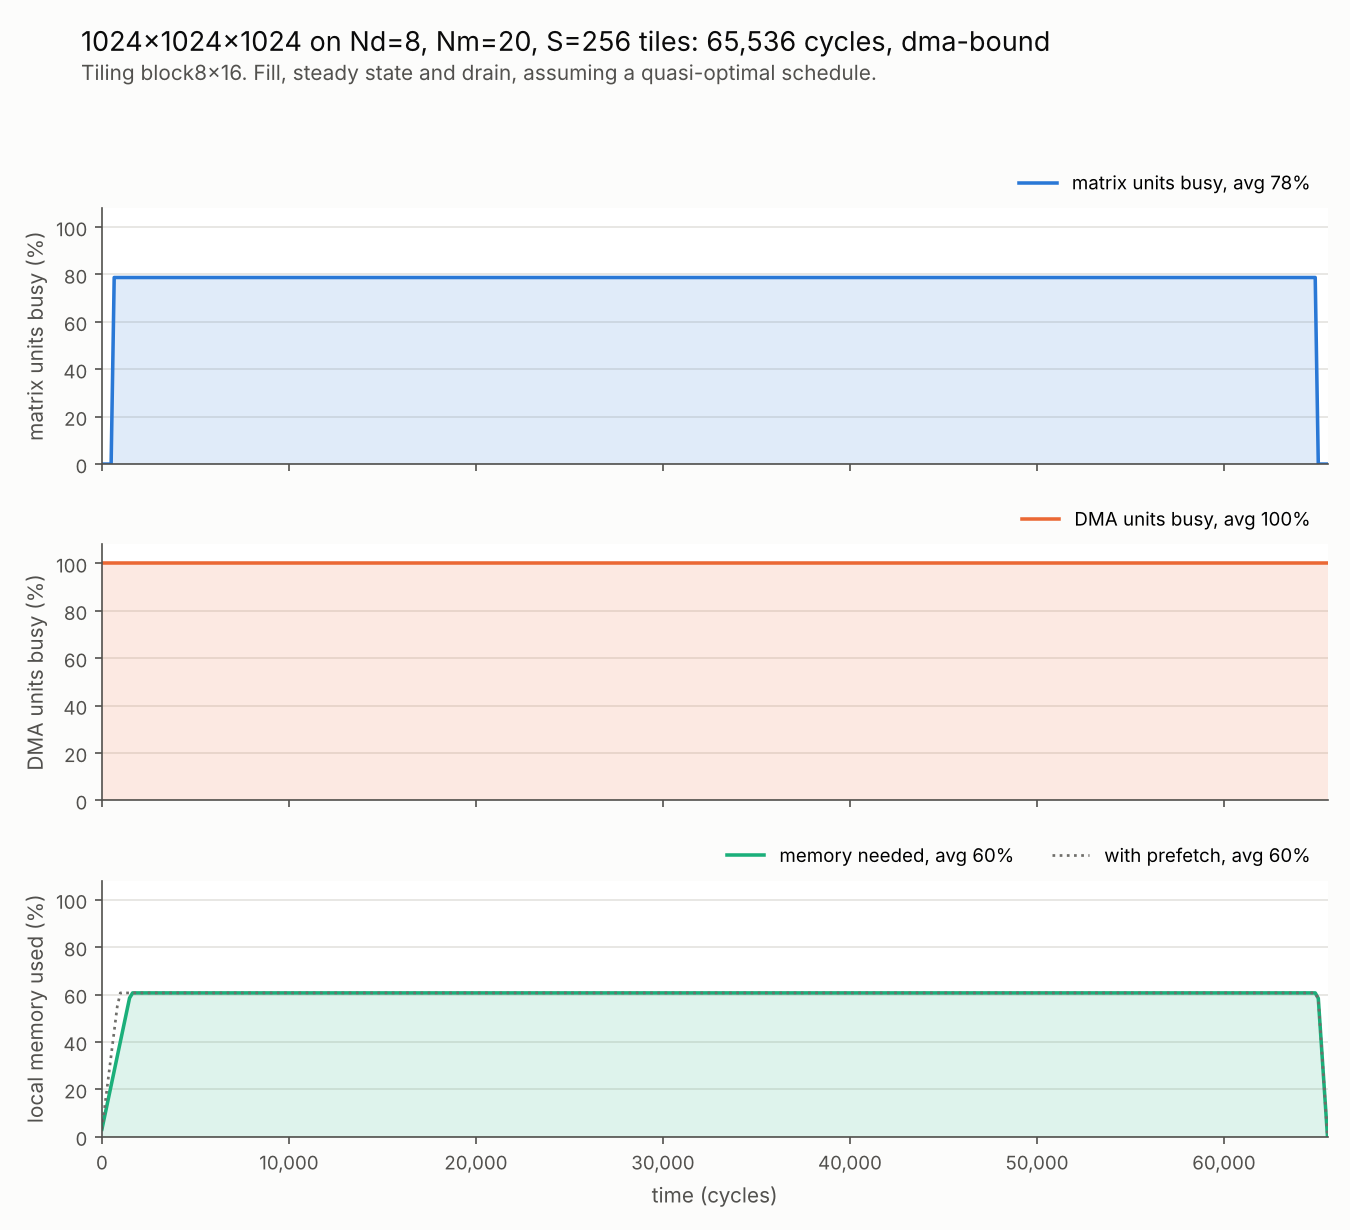 1024×1024×1024 on Nd=8, Nm=20, S=256 tiles: 65,536 cycles, dma-bound
Tiling block8×16. Fill, steady state and drain, assuming a quasi-optimal schedule.
matrix units busy, avg 78%
matrix units busy (%)
100
80
60
40
20
0
DMA units busy, avg 100%
DMA units busy (%)
100
80
60
40
20
0
memory needed, avg 60% with prefetch, avg 60%
local memory used (%)
100
80
60
40
20
0
0 10,000 20,000 30,000 40,000 50,000 60,000
time (cycles)